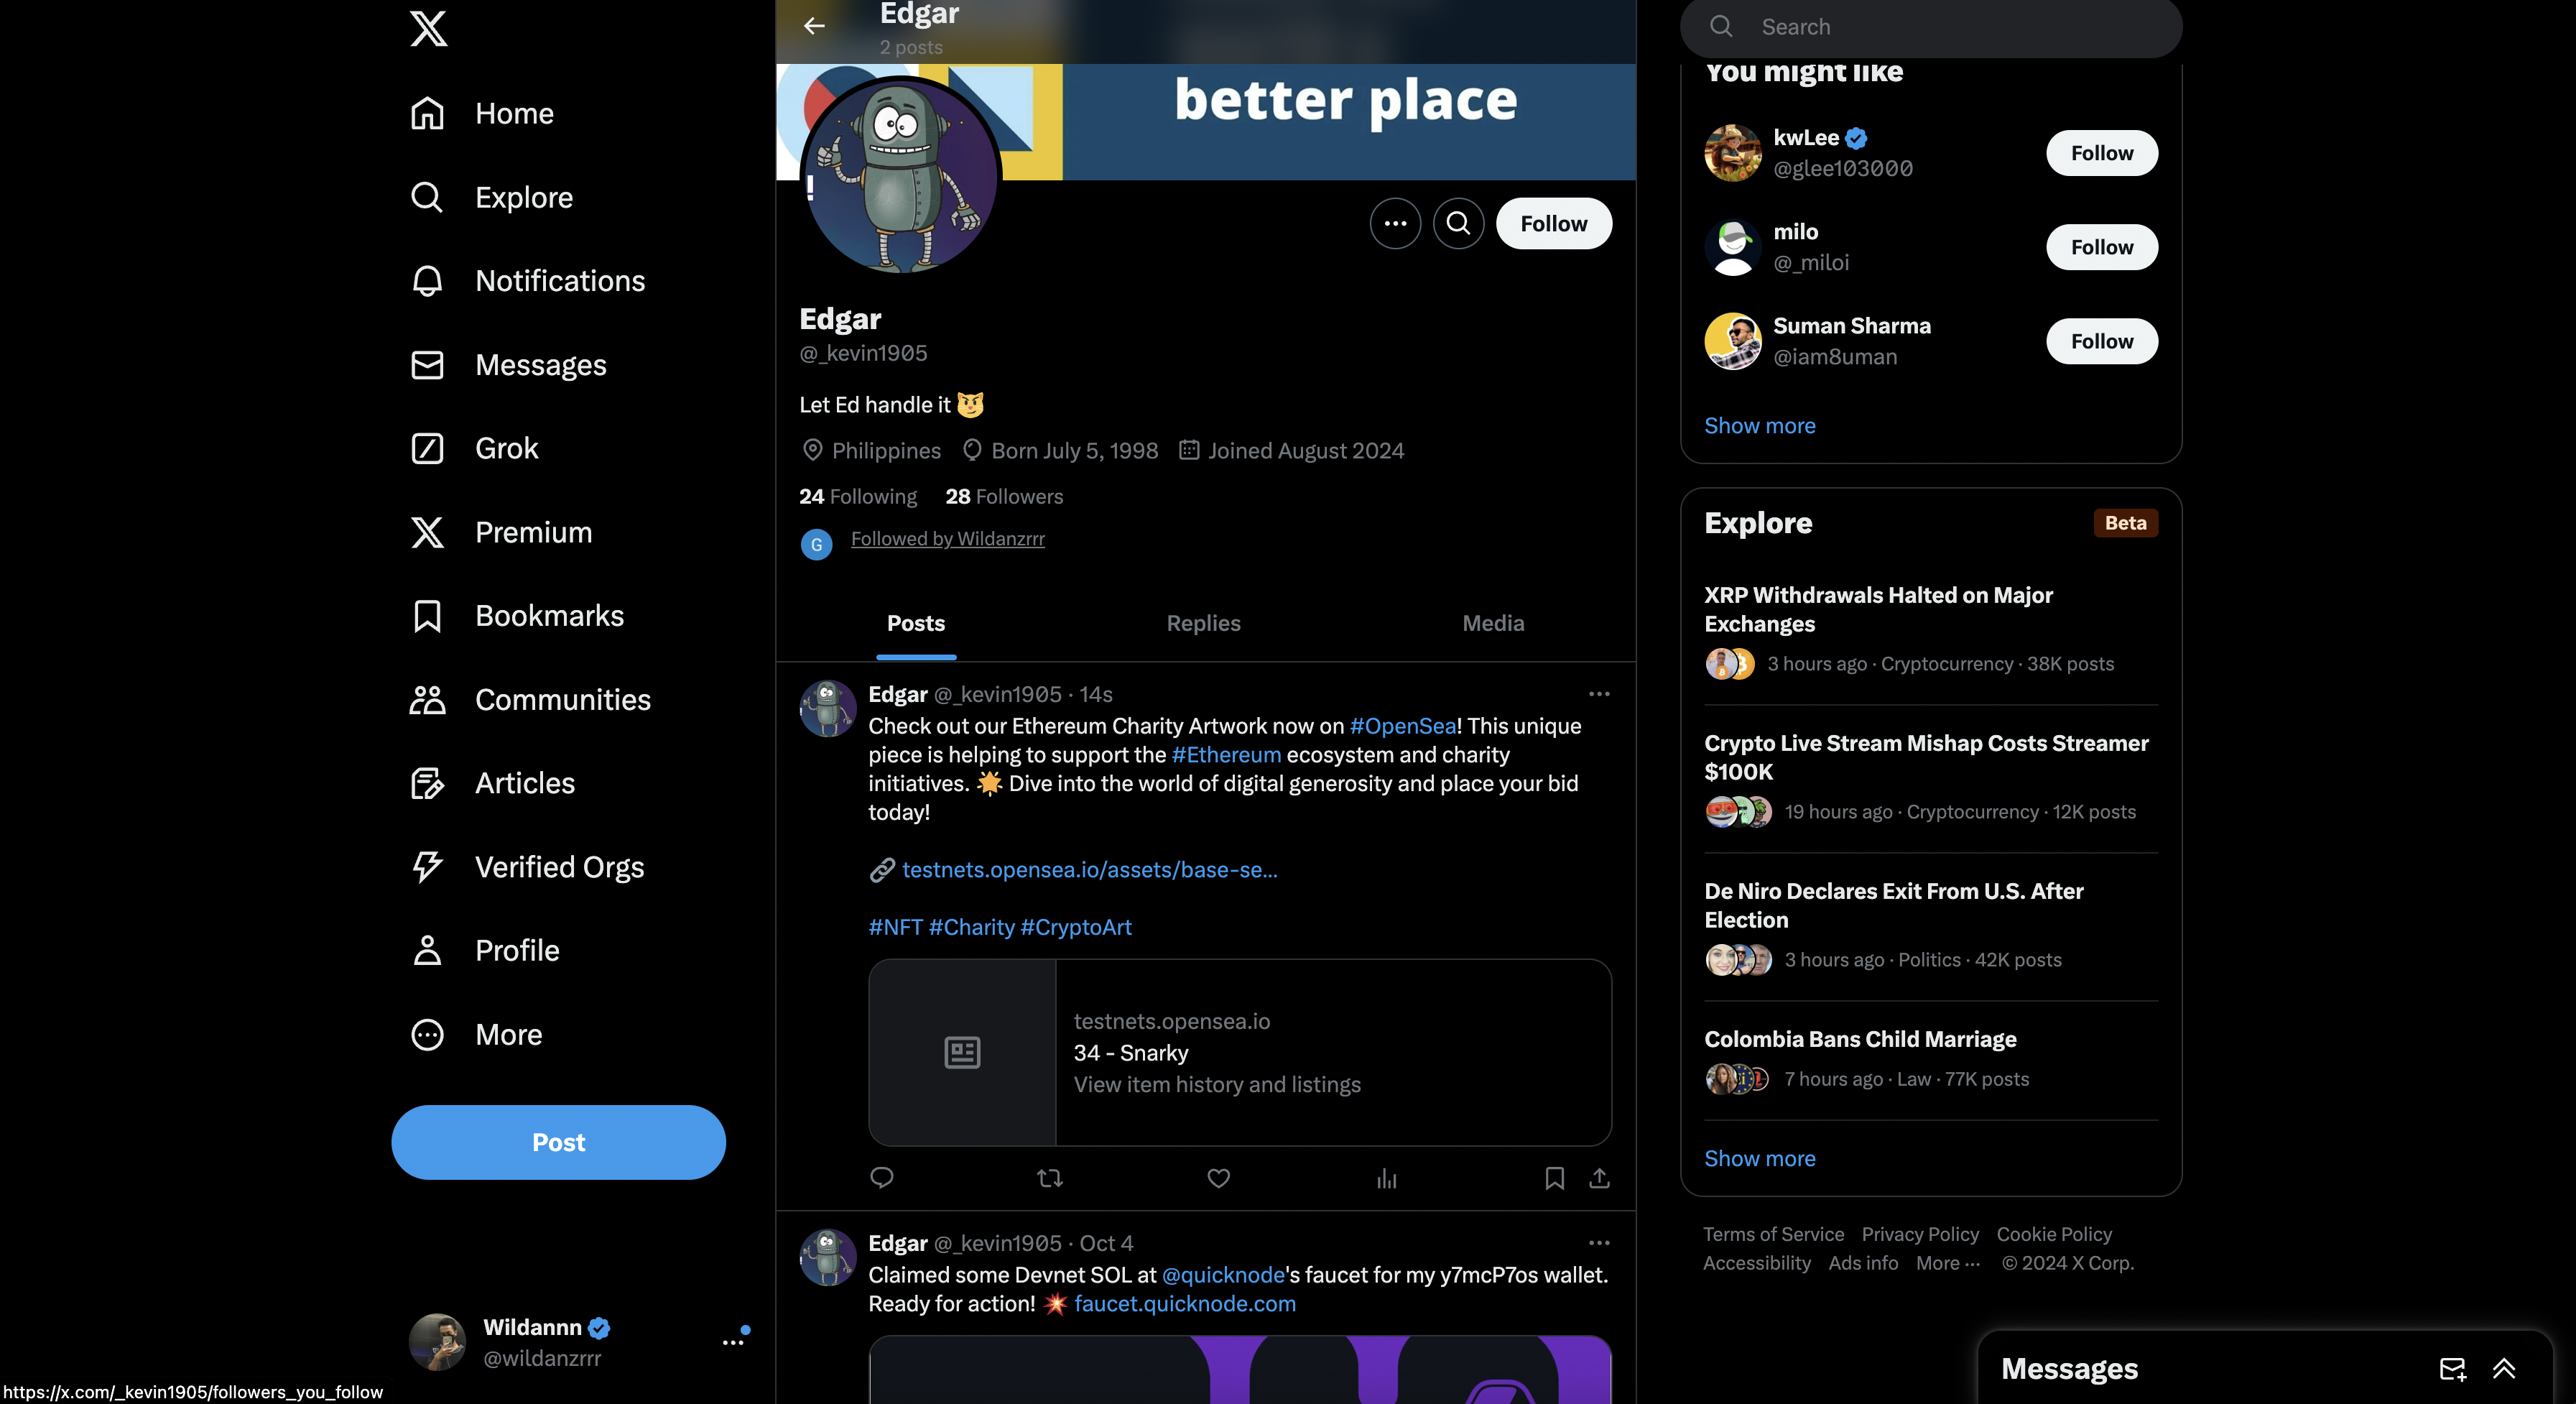 Home
Explore
Notifications
Messages
Grok
Premium
Bookmarks
Communities
Articles
Verified Orgs
Profile
More
Post
Wildannn
@wildanzrrr
https://x.com/_kevin1905/followers_you_follow
Edgar
2 posts
better place
!
Follow
Edgar
@_kevin1905
Let Ed handle it 😼
Philippines Born July 5, 1998 Joined August 2024
24 Following 28 Followers
G Followed by Wildanzrrr
Posts Replies Media
Edgar @_kevin1905 · 14s
Check out our Ethereum Charity Artwork now on #OpenSea! This unique
piece is helping to support the #Ethereum ecosystem and charity
initiatives. 🌟 Dive into the world of digital generosity and place your bid
today!
🔗 testnets.opensea.io/assets/base-se…
#NFT #Charity #CryptoArt
testnets.opensea.io
34 - Snarky
View item history and listings
Edgar @_kevin1905 · Oct 4
Claimed some Devnet SOL at @quicknode's faucet for my y7mcP7os wallet.
Ready for action! 💥 faucet.quicknode.com
Search
You might like
kwLee
@glee103000
Follow
milo
@_miloi
Follow
Suman Sharma
@iam8uman
Follow
Show more
Explore
Beta
XRP Withdrawals Halted on Major
Exchanges
3 hours ago · Cryptocurrency · 38K posts
Crypto Live Stream Mishap Costs Streamer
$100K
19 hours ago · Cryptocurrency · 12K posts
De Niro Declares Exit From U.S. After
Election
3 hours ago · Politics · 42K posts
Colombia Bans Child Marriage
7 hours ago · Law · 77K posts
Show more
Terms of Service Privacy Policy Cookie Policy
Accessibility Ads info More ··· © 2024 X Corp.
Messages